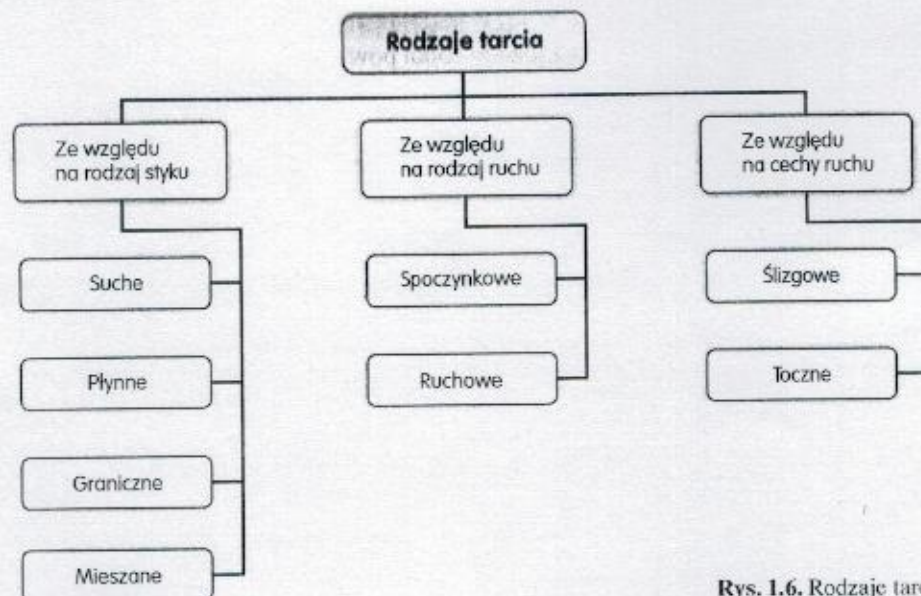 Rodzaje tarcia
Ze względu
na rodzaj styku
Suche
Płynne
Graniczne
Mieszane
Ze względu
na rodzaj ruchu
Spoczynkowe
Ruchowe
Ze względu
na cechy ruchu
Ślizgowe
Toczne
Rys. 1.6. Rodzaje